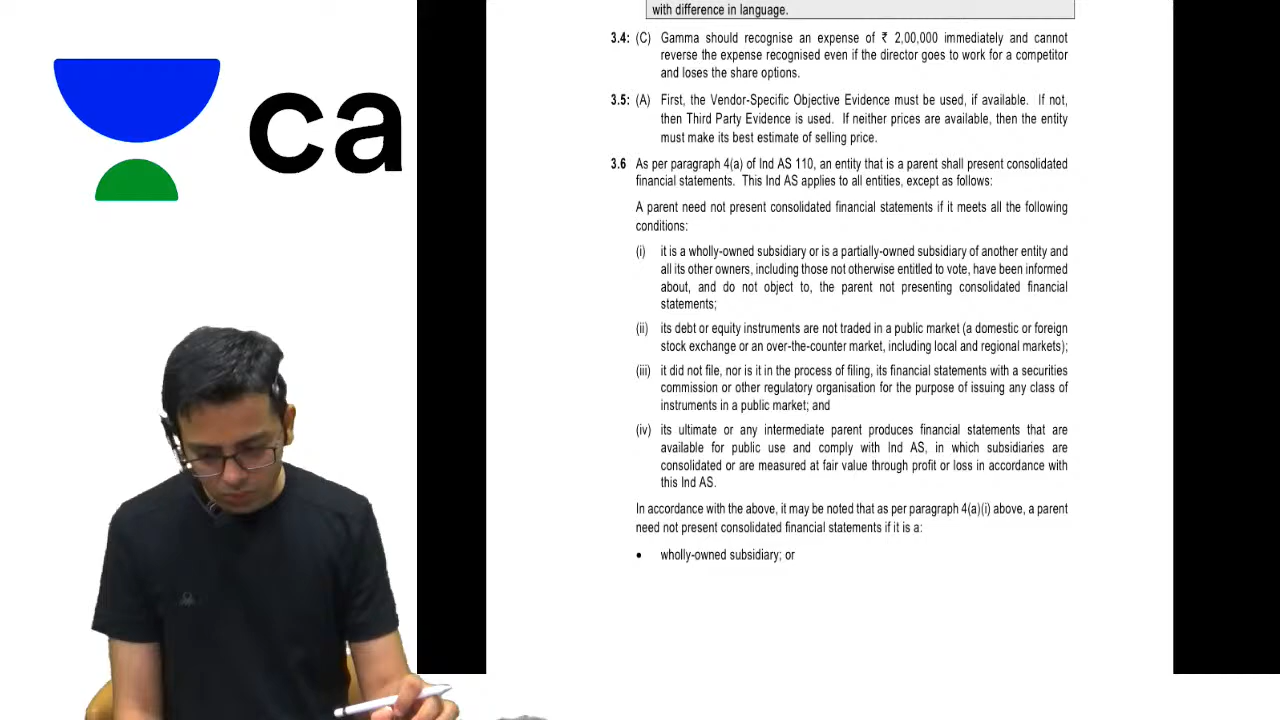 ca
with difference in language.
3.4: (C) Gamma should recognise an expense of ₹ 2,00,000 immediately and cannot
reverse the expense recognised even if the director goes to work for a competitor
and loses the share options.
3.5: (A) First, the Vendor-Specific Objective Evidence must be used, if available. If not,
then Third Party Evidence is used. If neither prices are available, then the entity
must make its best estimate of selling price.
3.6 As per paragraph 4(a) of Ind AS 110, an entity that is a parent shall present consolidated
financial statements. This Ind AS applies to all entities, except as follows:
A parent need not present consolidated financial statements if it meets all the following
conditions:
(i) it is a wholly-owned subsidiary or is a partially-owned subsidiary of another entity and
all its other owners, including those not otherwise entitled to vote, have been informed
about, and do not object to, the parent not presenting consolidated financial
statements;
(ii) its debt or equity instruments are not traded in a public market (a domestic or foreign
stock exchange or an over-the-counter market, including local and regional markets);
(iii) it did not file, nor is it in the process of filing, its financial statements with a securities
commission or other regulatory organisation for the purpose of issuing any class of
instruments in a public market; and
(iv) its ultimate or any intermediate parent produces financial statements that are
available for public use and comply with Ind AS, in which subsidiaries are
consolidated or are measured at fair value through profit or loss in accordance with
this Ind AS.
In accordance with the above, it may be noted that as per paragraph 4(a)(i) above, a parent
need not present consolidated financial statements if it is a:
• wholly-owned subsidiary; or